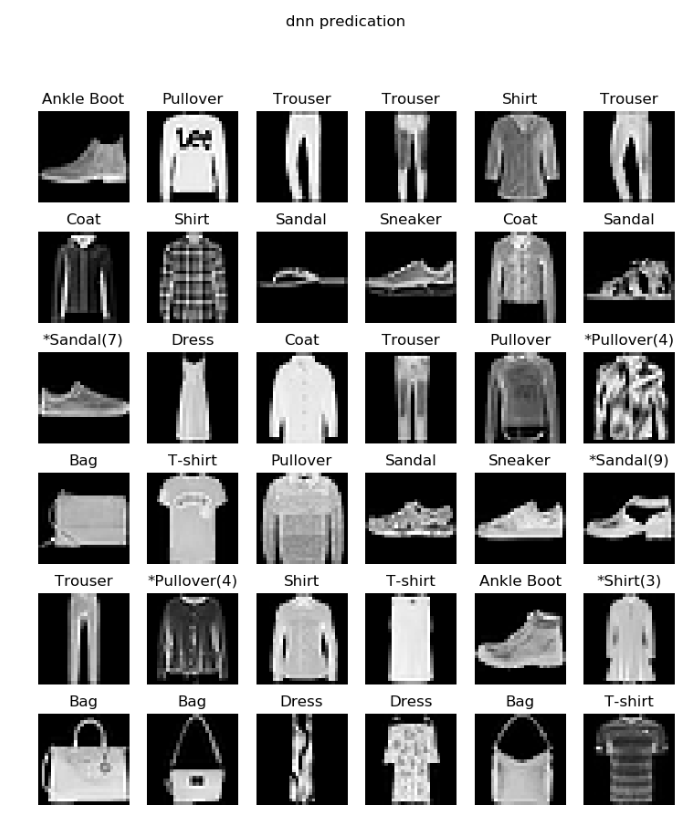 dnn predication
Ankle Boot Pullover Trouser Trouser Shirt Trouser
Lee
Coat Shirt Sandal Sneaker Coat Sandal
*Sandal(7) Dress Coat Trouser Pullover *Pullover(4)
Bag T-shirt Pullover Sandal Sneaker *Sandal(9)
Trouser *Pullover(4) Shirt T-shirt Ankle Boot *Shirt(3)
Bag Bag Dress Dress Bag T-shirt